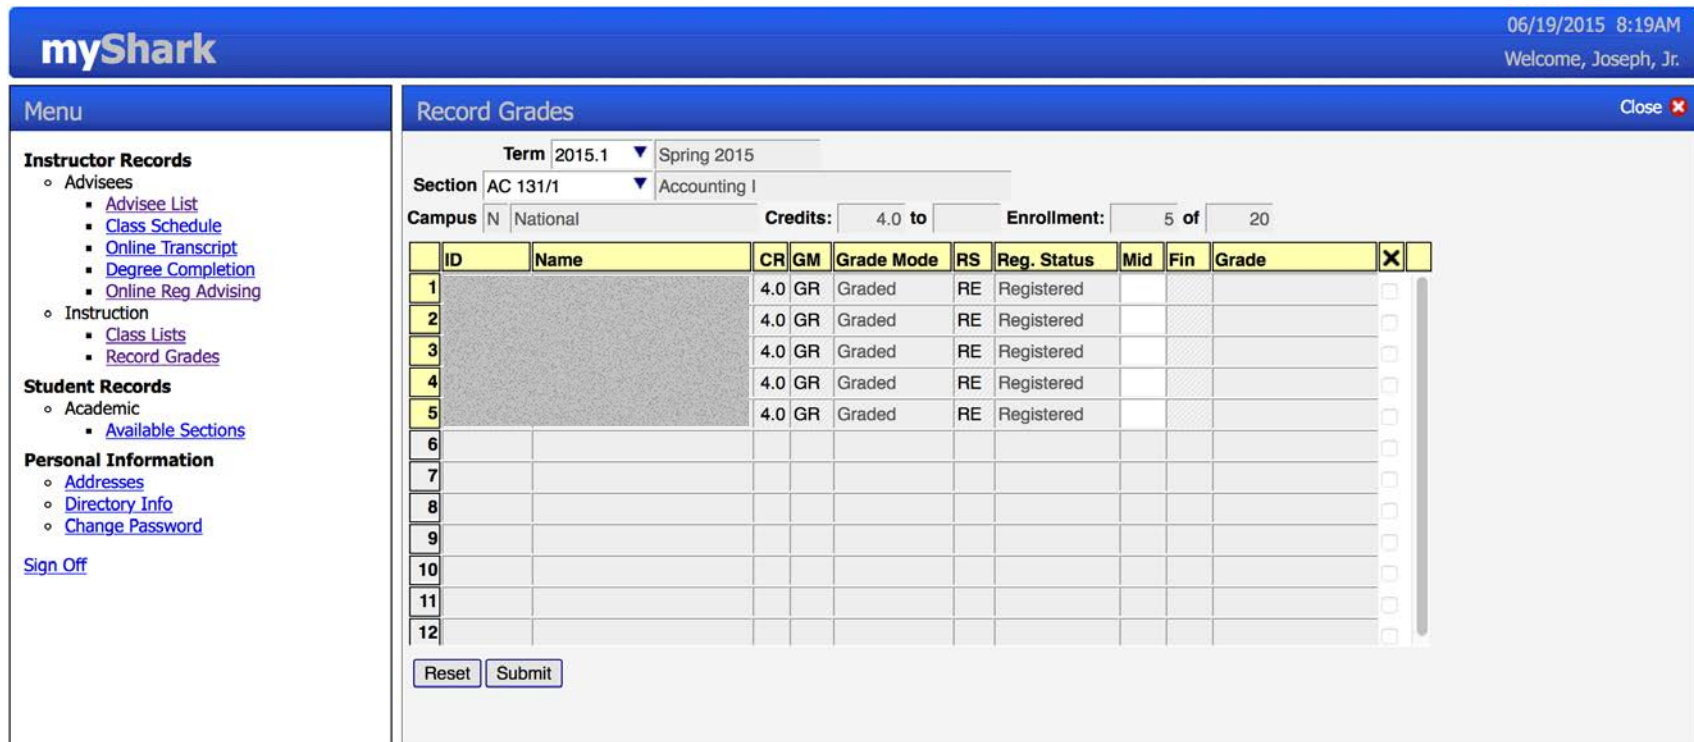 06/19/2015 8:19AM
myShark
Welcome, Joseph, Jr.
Menu
Instructor Records
Advisees
Advisee List
Class Schedule
Online Transcript
Degree Completion
Online Reg Advising
Instruction
Class Lists
Record Grades
Student Records
Academic
Available Sections
Personal Information
Addresses
Directory Info
Change Password
Sign Off
Record Grades
Close
Term 2015.1 Spring 2015
Section AC 131/1 Accounting I
Campus N National Credits: 4.0 to Enrollment: 5 of 20
ID Name CR GM Grade Mode RS Reg. Status Mid Fin Grade
1 4.0 GR Graded RE Registered
2 4.0 GR Graded RE Registered
3 4.0 GR Graded RE Registered
4 4.0 GR Graded RE Registered
5 4.0 GR Graded RE Registered
6
7
8
9
10
11
12
Reset Submit